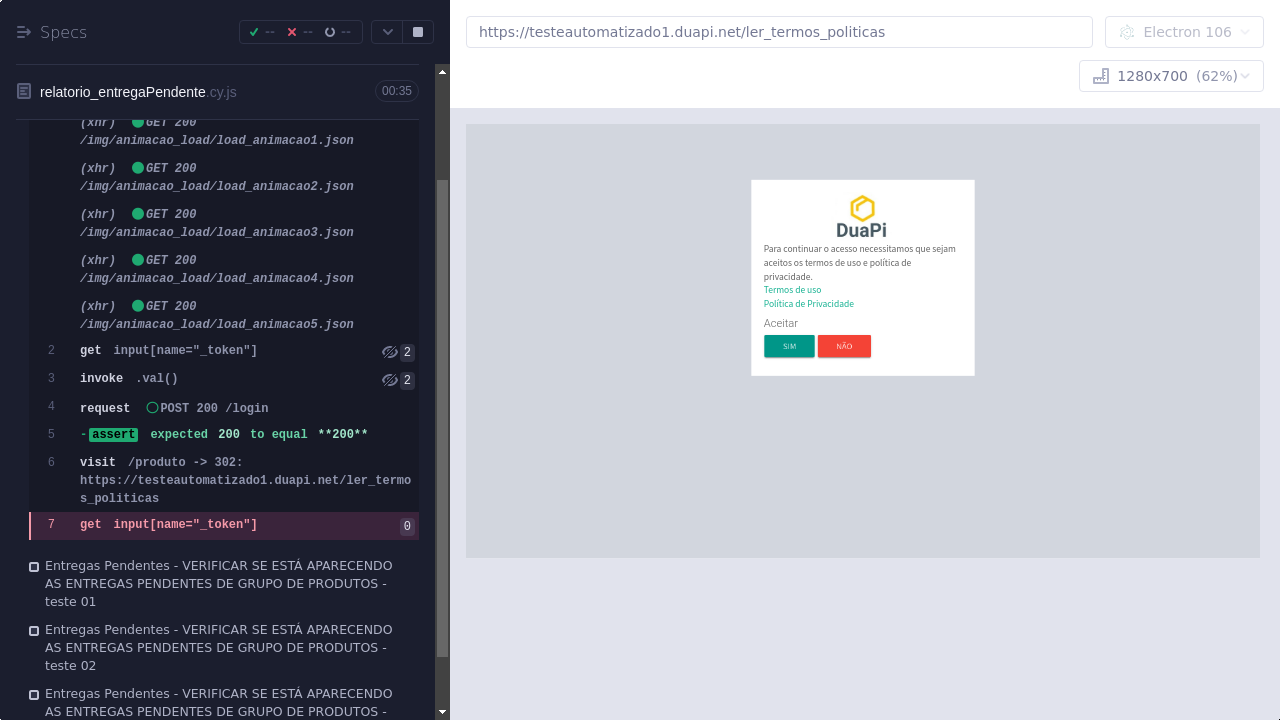 Specs
-- -- --
relatorio_entregaPendente.cy.js 00:35
(xhr) GET 200
/img/animacao_load/load_animacao1.json
(xhr) GET 200
/img/animacao_load/load_animacao2.json
(xhr) GET 200
/img/animacao_load/load_animacao3.json
(xhr) GET 200
/img/animacao_load/load_animacao4.json
(xhr) GET 200
/img/animacao_load/load_animacao5.json
2 get input[name="_token"] 2
3 invoke .val() 2
4 request POST 200 /login
5 -assert expected 200 to equal **200**
6 visit /produto -> 302:
https://testeautomatizado1.duapi.net/ler_termo
s_politicas
7 get input[name="_token"] 0
Entregas Pendentes - VERIFICAR SE ESTÁ APARECENDO
AS ENTREGAS PENDENTES DE GRUPO DE PRODUTOS -
teste 01
Entregas Pendentes - VERIFICAR SE ESTÁ APARECENDO
AS ENTREGAS PENDENTES DE GRUPO DE PRODUTOS -
teste 02
Entregas Pendentes - VERIFICAR SE ESTÁ APARECENDO
AS ENTREGAS PENDENTES DE GRUPO DE PRODUTOS -
https://testeautomatizado1.duapi.net/ler_termos_politicas
Electron 106
1280x700 (62%)
DuaPi
Para continuar o acesso necessitamos que sejam
aceitos os termos de uso e política de
privacidade.
Termos de uso
Política de Privacidade
Aceitar
SIM NÃO